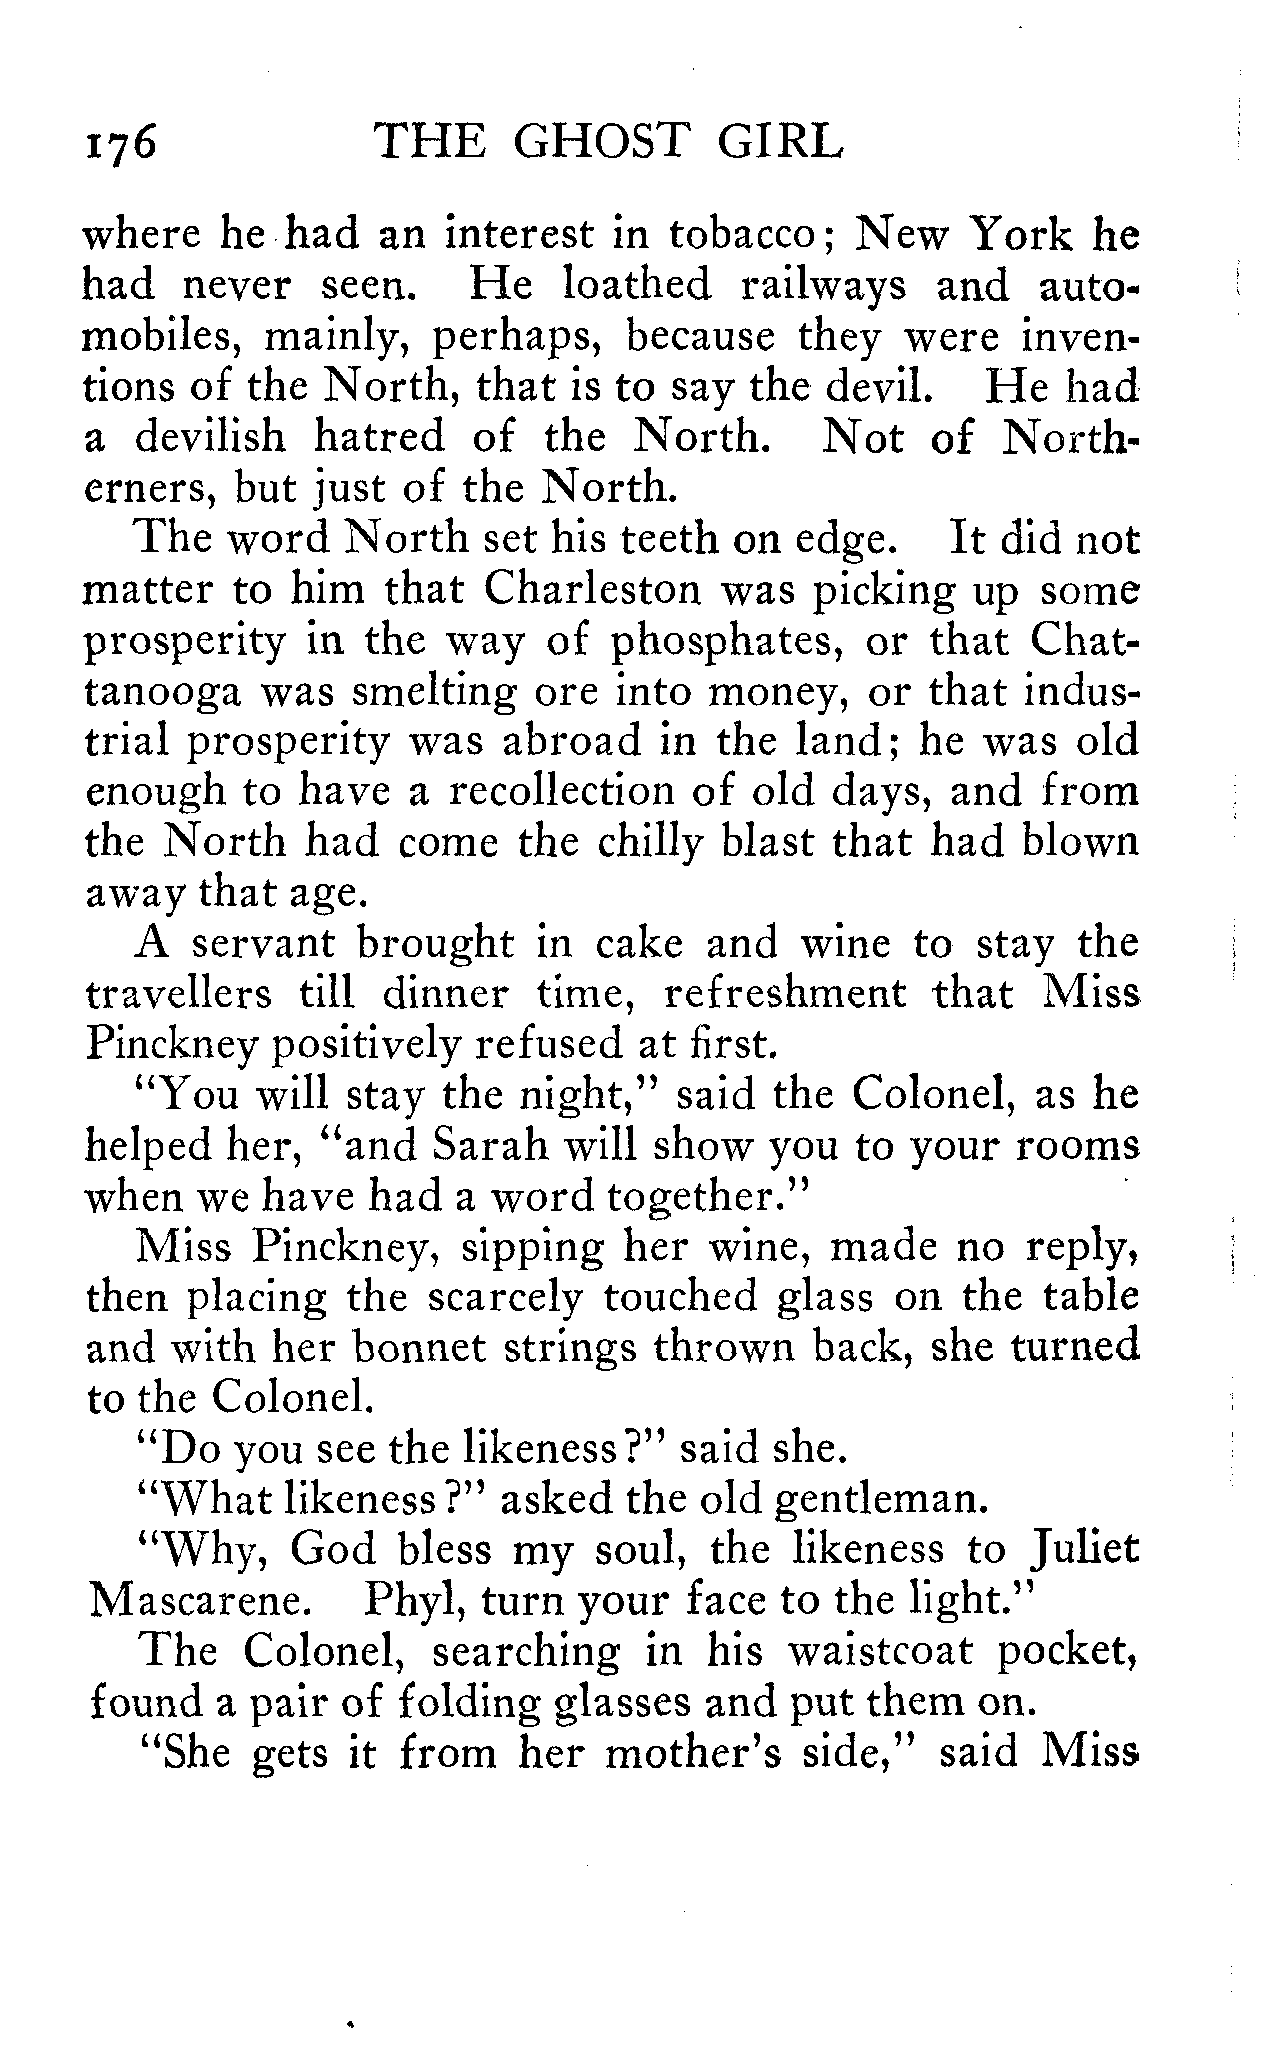 176 THE GHOST GIRL
where he had an interest in tobacco; New York he
had never seen. He loathed railways and auto-
mobiles, mainly, perhaps, because they were inven-
tions of the North, that is to say the devil. He had
a devilish hatred of the North. Not of North-
erners, but just of the North.
The word North set his teeth on edge. It did not
matter to him that Charleston was picking up some
prosperity in the way of phosphates, or that Chat-
tanooga was smelting ore into money, or that indus-
trial prosperity was abroad in the land; he was old
enough to have a recollection of old days, and from
the North had come the chilly blast that had blown
away that age.
A servant brought in cake and wine to stay the
travellers till dinner time, refreshment that Miss
Pinckney positively refused at first.
"You will stay the night," said the Colonel, as he
helped her, "and Sarah will show you to your rooms
when we have had a word together."
Miss Pinckney, sipping her wine, made no reply,
then placing the scarcely touched glass on the table
and with her bonnet strings thrown back, she turned
to the Colonel.
"Do you see the likeness?" said she.
"What likeness?" asked the old gentleman.
"Why, God bless my soul, the likeness to Juliet
Mascarene. Phyl, turn your face to the light."
The Colonel, searching in his waistcoat pocket,
found a pair of folding glasses and put them on.
"She gets it from her mother's side," said Miss